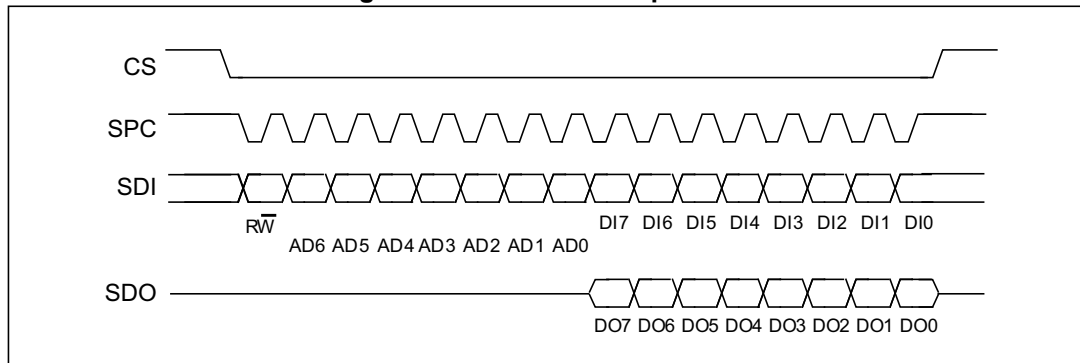 CS
SPC
SDI
RW̅
DI7 DI6 DI5 DI4 DI3 DI2 DI1 DI0
AD6 AD5 AD4 AD3 AD2 AD1 AD0
SDO
DO7 DO6 DO5 DO4 DO3 DO2 DO1 DO0